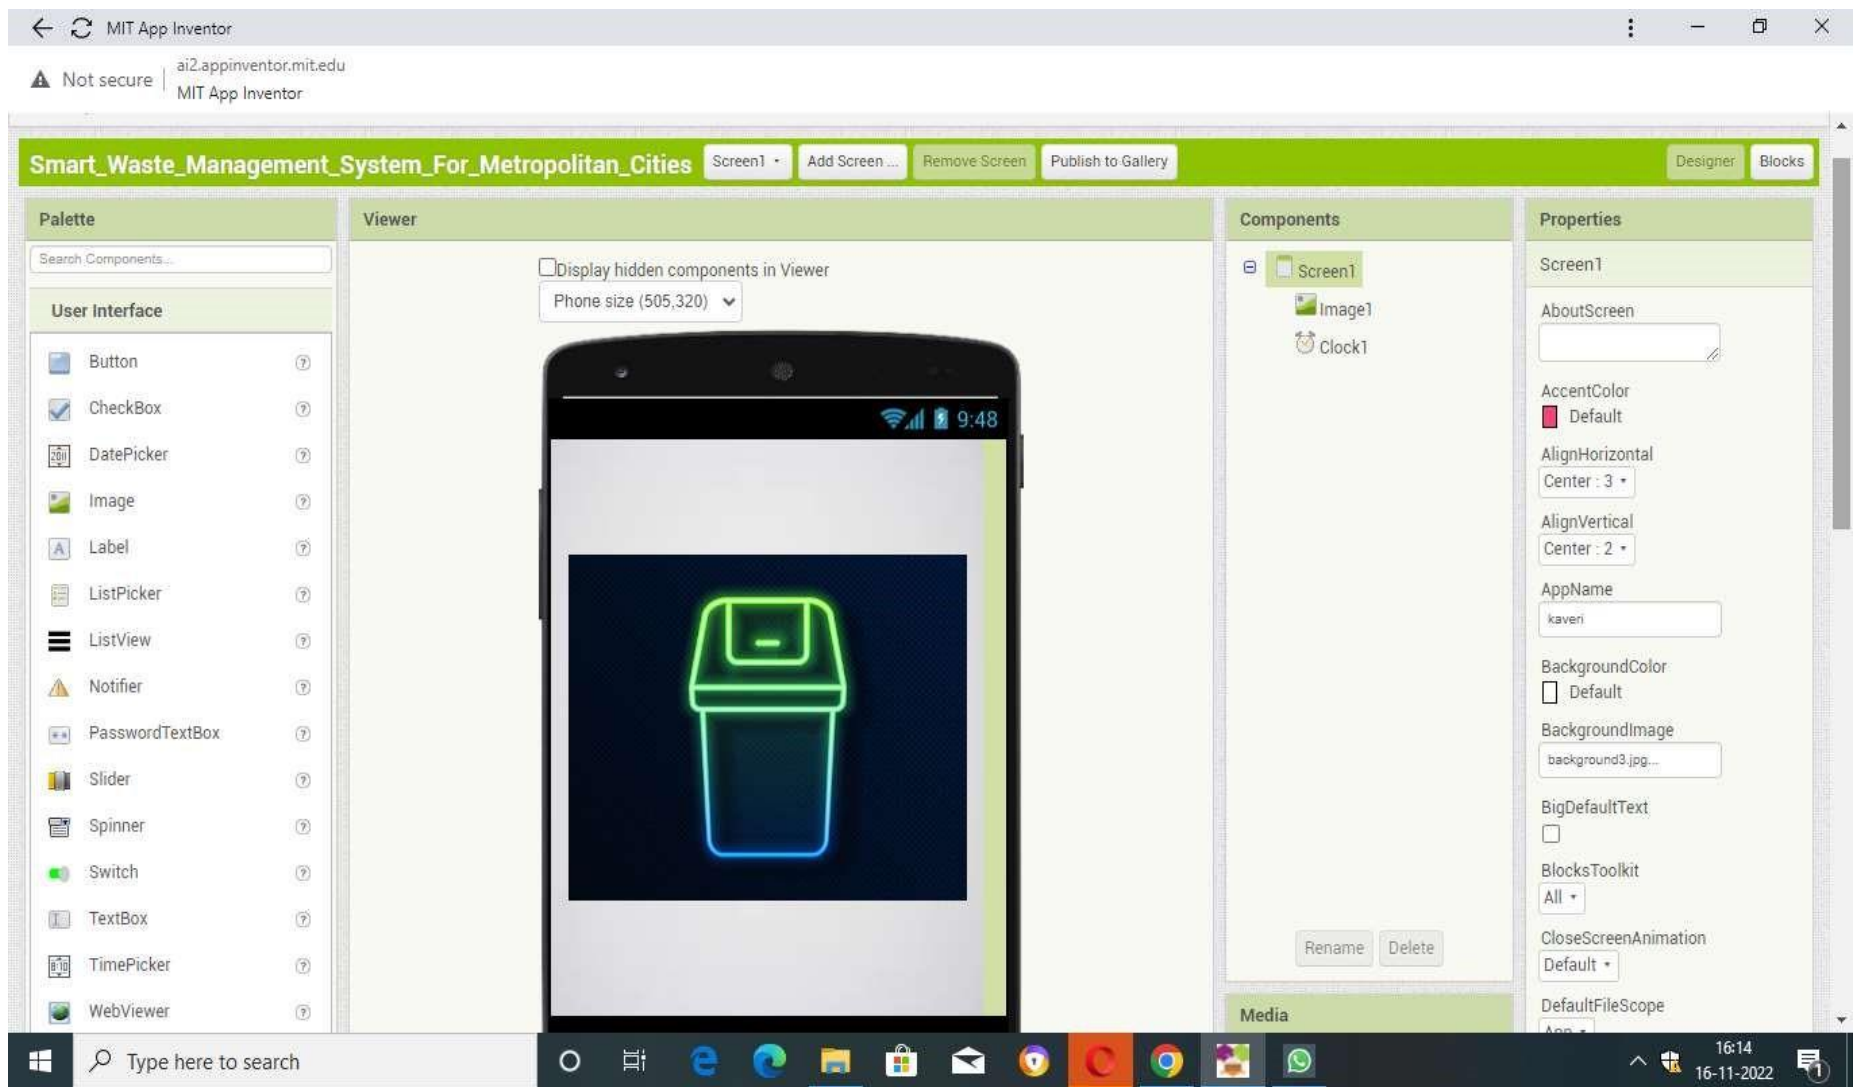 MIT App Inventor
Not secure
ai2.appinventor.mit.edu
MIT App Inventor
Smart_Waste_Management_System_For_Metropolitan_Cities
Screen1
Add Screen ...
Remove Screen
Publish to Gallery
Designer
Blocks
Palette
Search Components...
User Interface
Button
CheckBox
DatePicker
Image
Label
ListPicker
ListView
Notifier
PasswordTextBox
Slider
Spinner
Switch
TextBox
TimePicker
WebViewer
Viewer
Display hidden components in Viewer
Phone size (505,320)
9:48
Components
Screen1
Image1
Clock1
Rename
Delete
Media
Properties
Screen1
AboutScreen
AccentColor
Default
AlignHorizontal
Center : 3
AlignVertical
Center : 2
AppName
kaveri
BackgroundColor
Default
BackgroundImage
background3.jpg...
BigDefaultText
BlocksToolkit
All
CloseScreenAnimation
Default
DefaultFileScope
App
Type here to search
16:14
16-11-2022
1